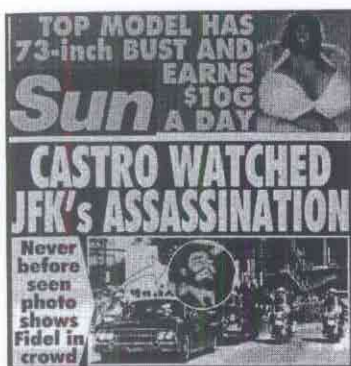 TOP MODEL HAS
73-inch BUST AND
EARNS
$10G
A DAY
Sun
CASTRO WATCHED
JFK's ASSASSINATION
Never
before
seen
photo
shows
Fidel in
crowd